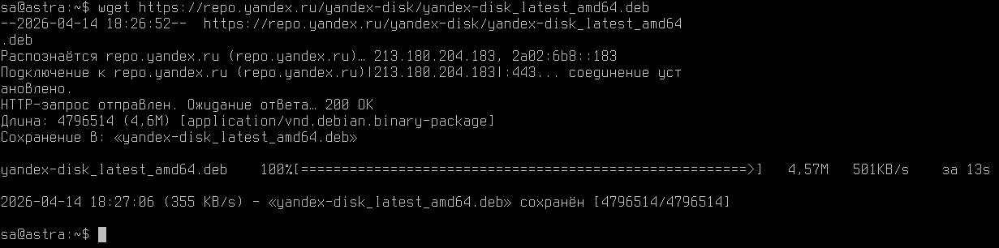 sa@astra:~$ wget https://repo.yandex.ru/yandex-disk/yandex-disk_latest_amd64.deb
--2026-04-14 18:26:52--  https://repo.yandex.ru/yandex-disk/yandex-disk_latest_amd64
.deb
Распознаётся repo.yandex.ru (repo.yandex.ru)… 213.180.204.183, 2a02:6b8::183
Подключение к repo.yandex.ru (repo.yandex.ru)|213.180.204.183|:443... соединение уст
ановлено.
HTTP-запрос отправлен. Ожидание ответа… 200 OK
Длина: 4796514 (4,6M) [application/vnd.debian.binary-package]
Сохранение в: «yandex-disk_latest_amd64.deb»
yandex-disk_latest_amd64.deb    100%[=======================================================>]   4,57M   501KB/s    за 13s
2026-04-14 18:27:06 (355 KB/s) - «yandex-disk_latest_amd64.deb» сохранён [4796514/4796514]
sa@astra:~$